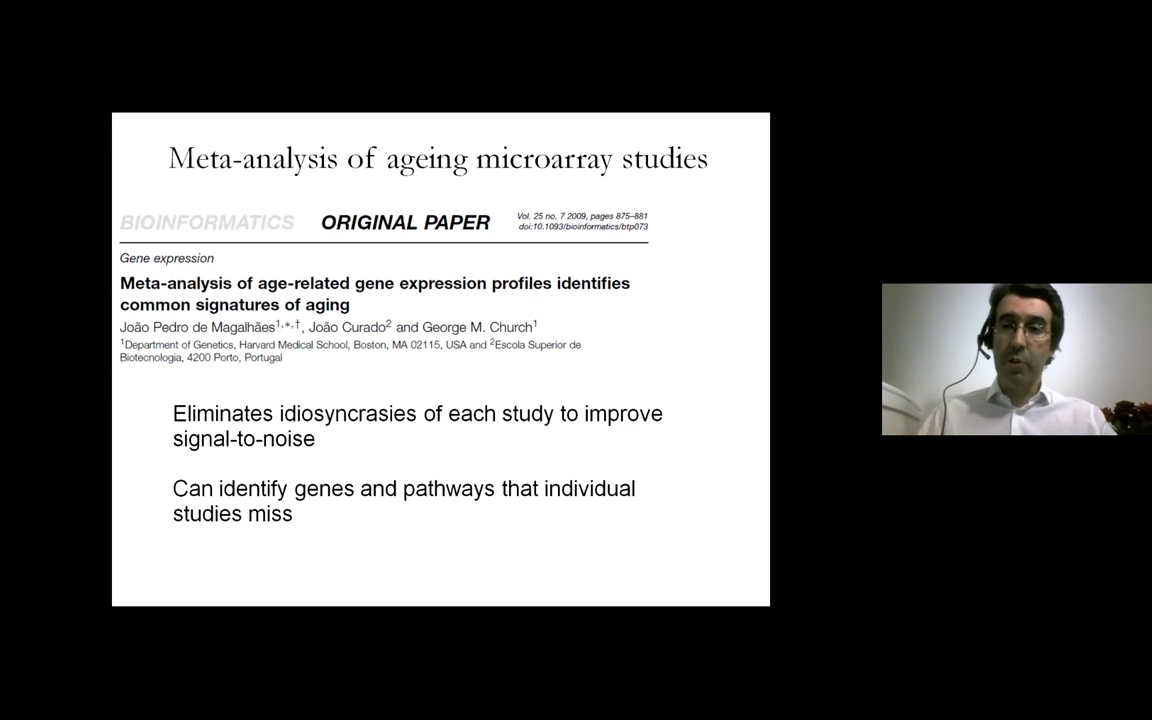 Meta-analysis of ageing microarray studies
BIOINFORMATICS ORIGINAL PAPER Vol. 25 no. 7 2009, pages 875–881
doi:10.1093/bioinformatics/btp073
Gene expression
Meta-analysis of age-related gene expression profiles identifies
common signatures of aging
João Pedro de Magalhães1,*,†, João Curado2 and George M. Church1
1Department of Genetics, Harvard Medical School, Boston, MA 02115, USA and 2Escola Superior de
Biotecnologia, 4200 Porto, Portugal
Eliminates idiosyncrasies of each study to improve
signal-to-noise
Can identify genes and pathways that individual
studies miss